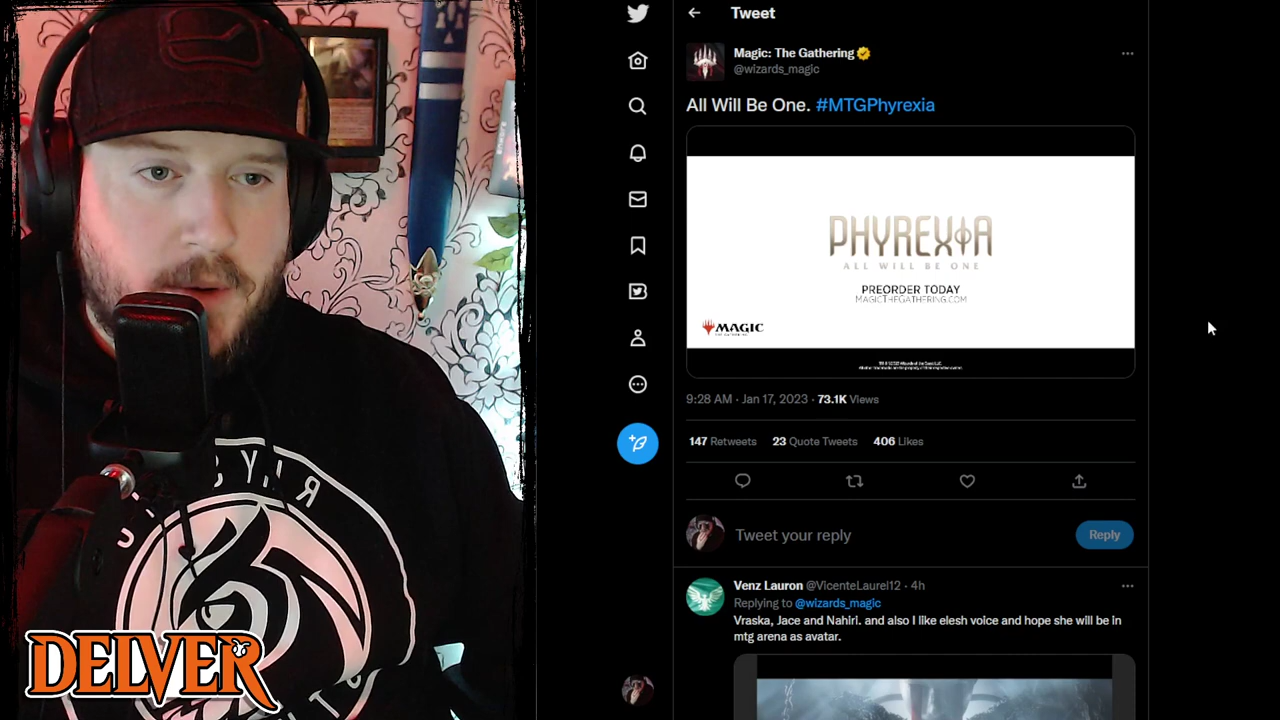 Tweet
Magic: The Gathering
@wizards_magic
All Will Be One. #MTGPhyrexia
PHYREXIA
ALL WILL BE ONE
PREORDER TODAY
MAGICTHEGATHERING.COM
MAGIC
9:28 AM · Jan 17, 2023 · 73.1K Views
147 Retweets 23 Quote Tweets 406 Likes
Tweet your reply
Reply
Venz Lauron @VicenteLaurel12 · 4h
Replying to @wizards_magic
Vraska, Jace and Nahiri. and also I like elesh voice and hope she will be in
mtg arena as avatar.
DELVER